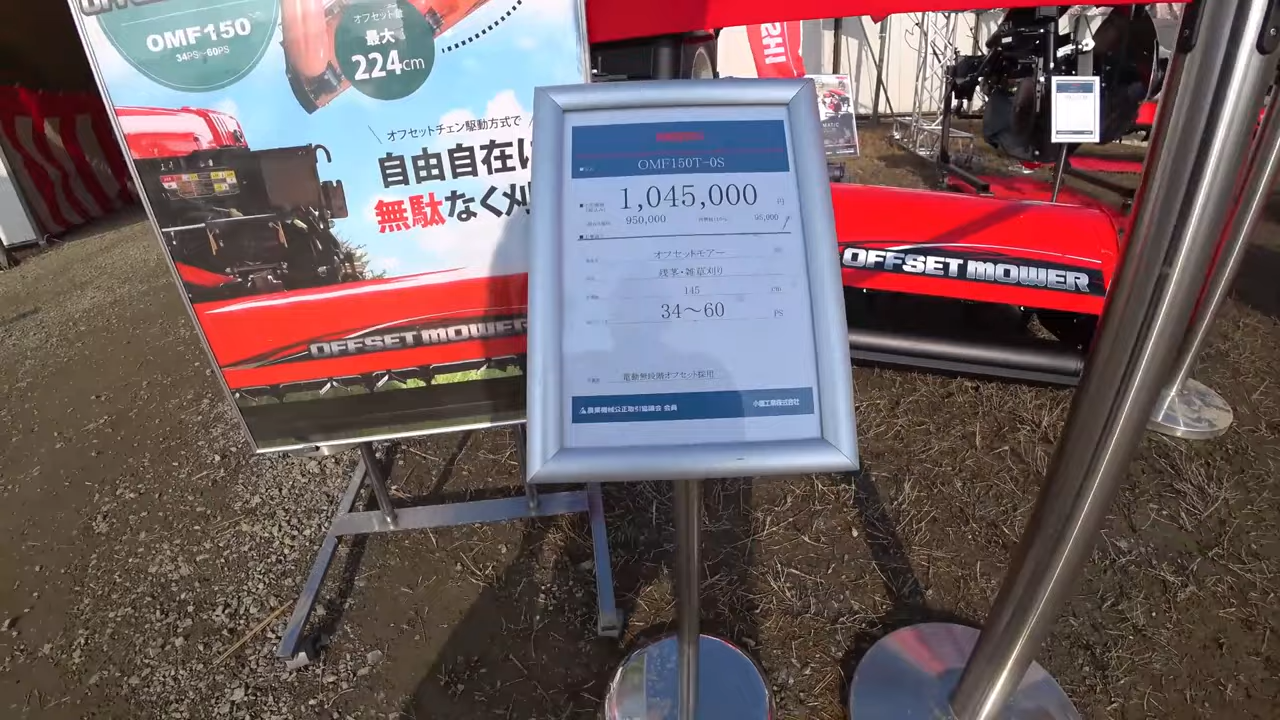 OMF150
34PS~60PS
オフセット量
最大
224cm
オフセットチェン駆動方式で
自由自在に
無駄なく刈
OFFSET MOWER
OMF150T-0S
1,045,000 円
950,000 95,000
オフセットモアー
残茎・雑草刈り
145
34~60 PS
電動無段階オフセット採用
農業機械公正取引協議会 会員
小橋工業株式会社
OFFSET MOWER
SHI